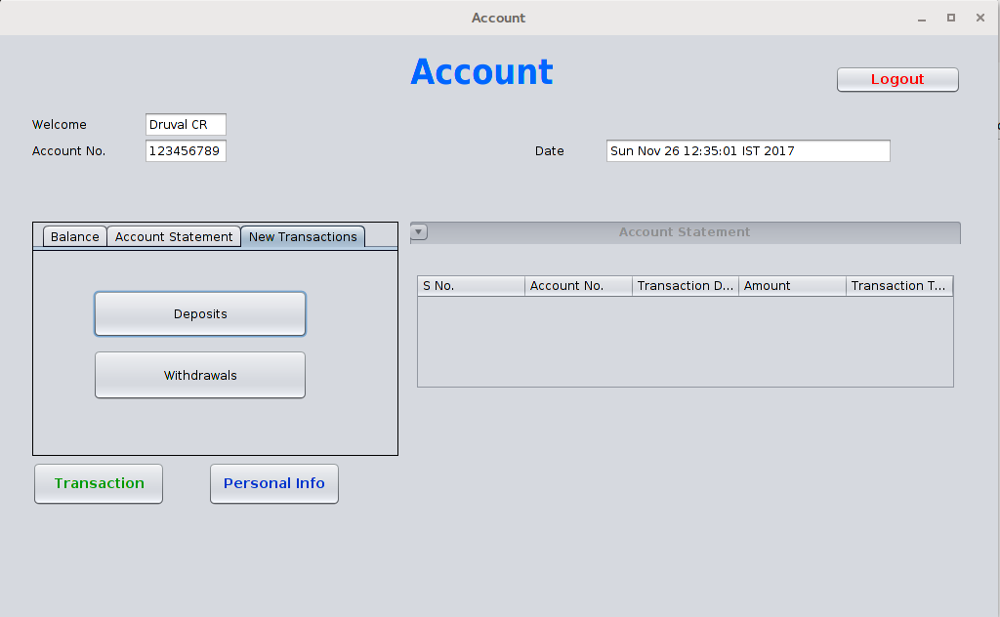 Account
Account
Logout
Welcome Druval CR
Account No. 123456789 Date Sun Nov 26 12:35:01 IST 2017
Balance Account Statement New Transactions Account Statement
S No. Account No. Transaction D... Amount Transaction T...
Deposits
Withdrawals
Transaction Personal Info